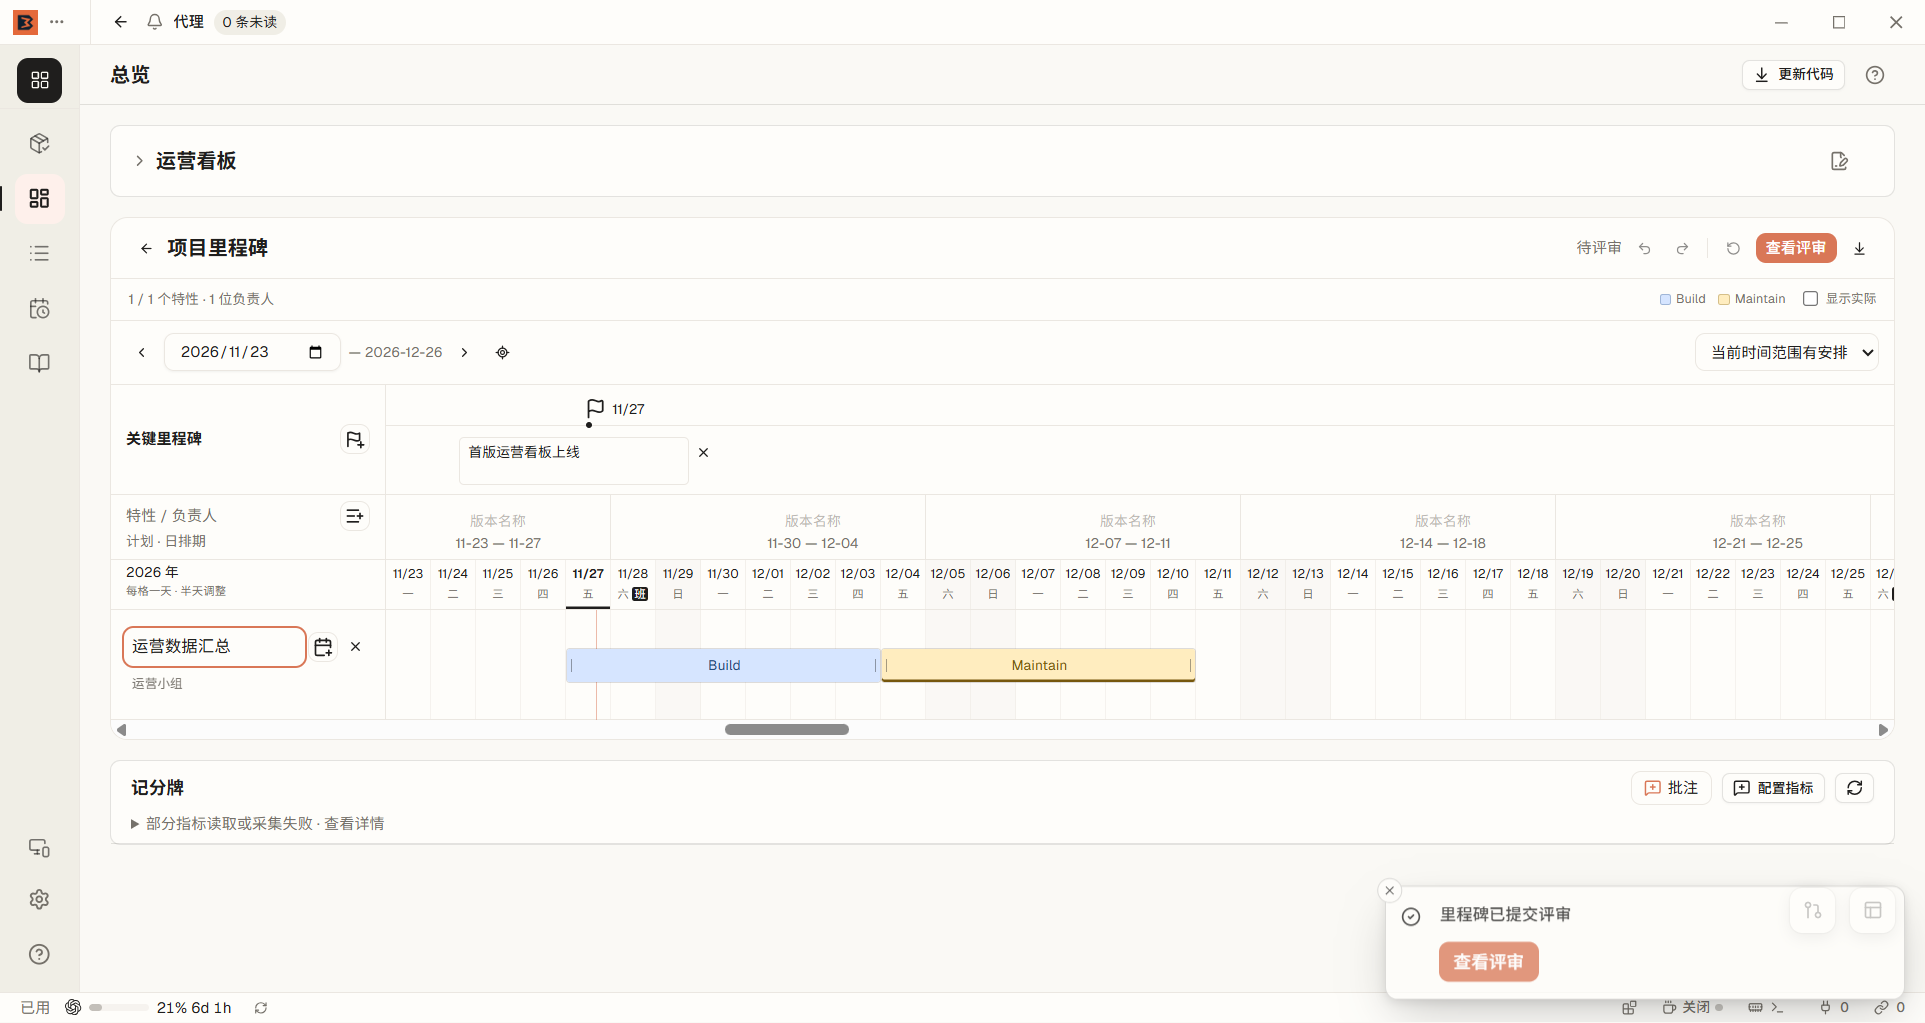 代理 0 条未读
总览
更新代码
运营看板
项目里程碑
待评审
查看评审
1 / 1 个特性 · 1 位负责人
Build Maintain 显示实际
2026/11/23 — 2026-12-26
当前时间范围有安排
11/27
关键里程碑
首版运营看板上线
特性 / 负责人
计划 · 日排期
版本名称 版本名称 版本名称 版本名称 版本名称
11-23 — 11-27 11-30 — 12-04 12-07 — 12-11 12-14 — 12-18 12-21 — 12-25
2026 年
每格一天 · 半天调整
11/23 11/24 11/25 11/26 11/27 11/28 11/29 11/30 12/01 12/02 12/03 12/04 12/05 12/06 12/07 12/08 12/09 12/10 12/11 12/12 12/13 12/14 12/15 12/16 12/17 12/18 12/19 12/20 12/21 12/22 12/23 12/24 12/25 12/
一 二 三 四 五 六 班 日 一 二 三 四 五 六 日 一 二 三 四 五 六 日 一 二 三 四 五 六 日 一 二 三 四 五 六
运营数据汇总
运营小组
Build Maintain
记分牌
批注 配置指标
部分指标读取或采集失败 · 查看详情
里程碑已提交评审
查看评审
已用 21% 6d 1h
关闭 0 0